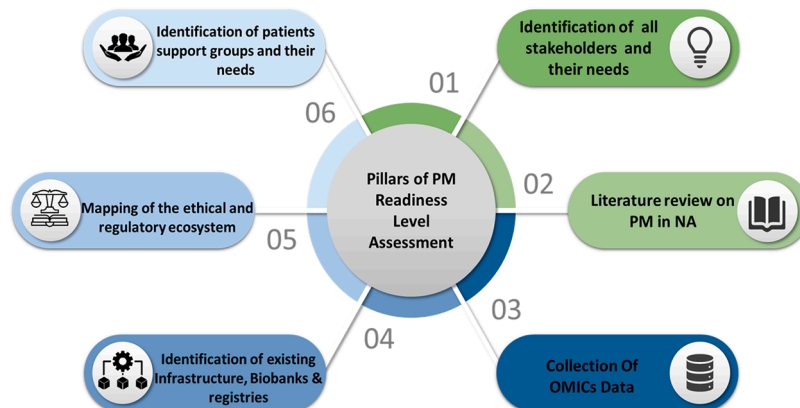 Pillars of PM
Readiness
Level
Assessment
01
Identification of all
stakeholders and
their needs
02
Literature review on
PM in NA
03
Collection Of
OMICs Data
04
Identification of existing
Infrastructure, Biobanks &
registries
05
Mapping of the ethical and
regulatory ecosystem
06
Identification of patients
support groups and their
needs